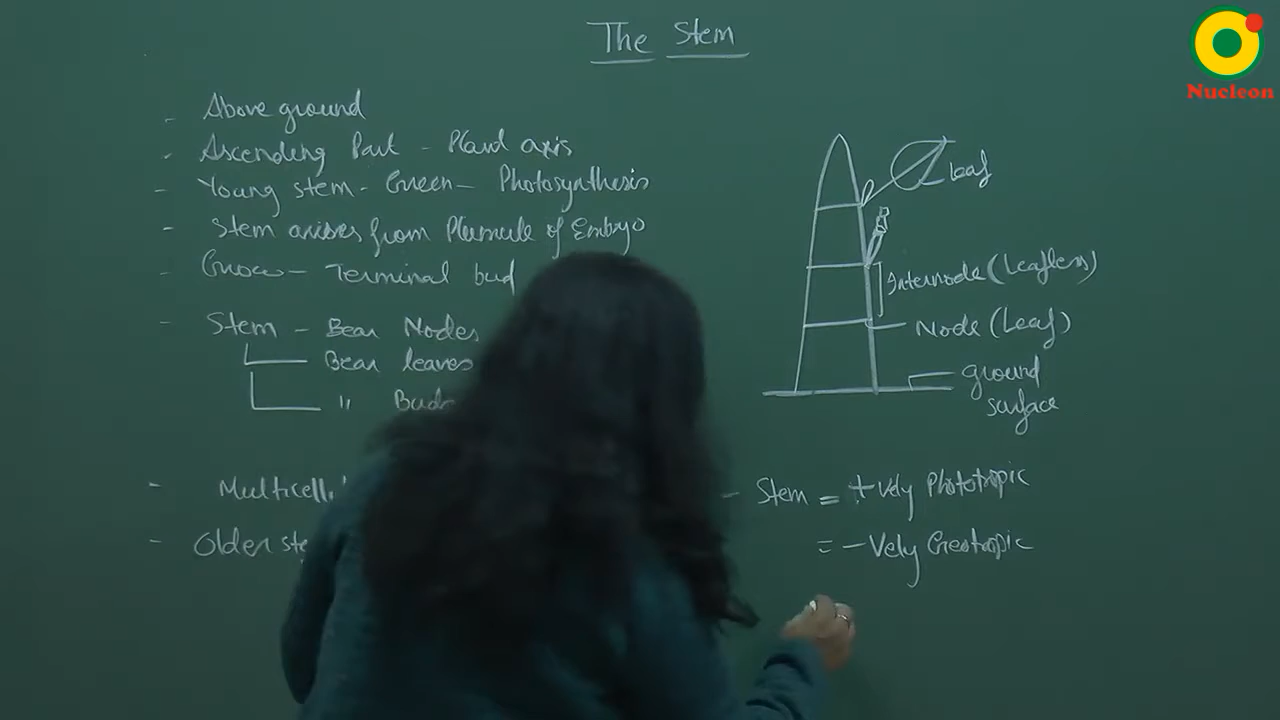 The Stem
Nucleon
- Above ground
- Ascending Part - Plant axis
- Young stem - Green - Photosynthesis
- Stem arises from Plumule of Embryo
- Grow - Terminal bud
- Stem - Bear Nodes
Bear leaves
" Buds
- Multicell
- Older ste
Leaf
Internode (Leafless)
Node (Leaf)
ground
surface
- Stem = +vely Phototropic
= -Vely Geotropic